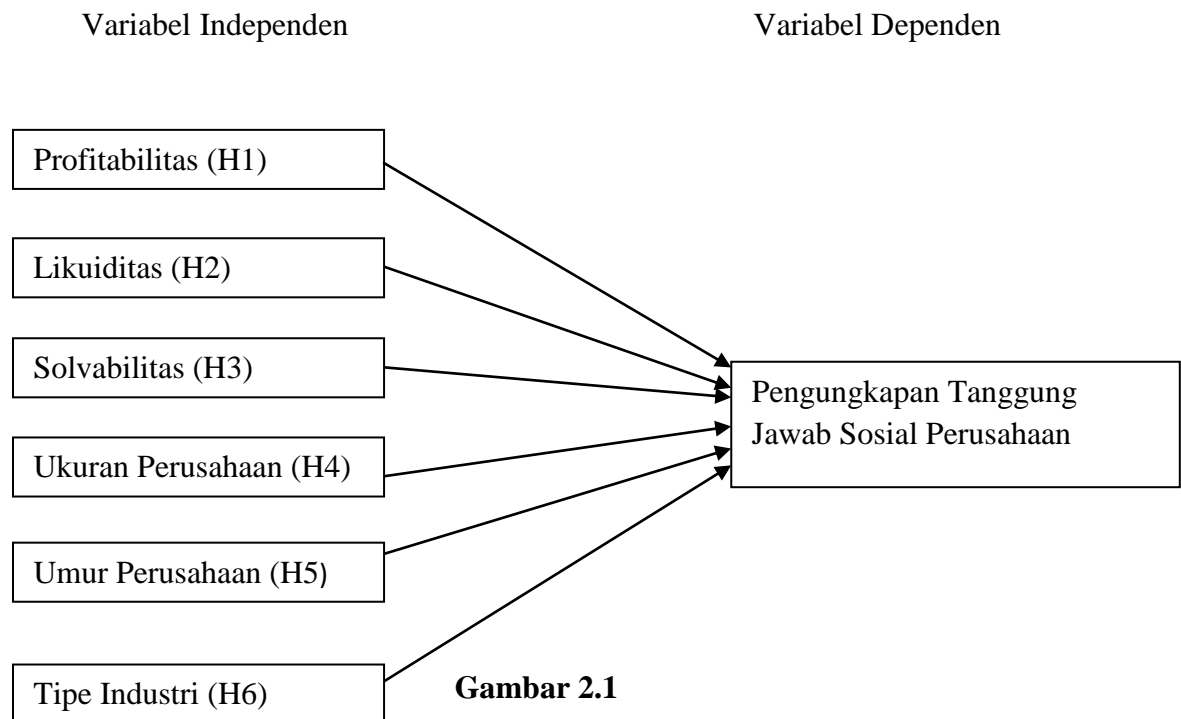 Variabel Independen
Variabel Dependen
Profitabilitas (H1)
Likuiditas (H2)
Solvabilitas (H3)
Ukuran Perusahaan (H4)
Umur Perusahaan (H5)
Tipe Industri (H6)
Pengungkapan Tanggung
Jawab Sosial Perusahaan
Gambar 2.1